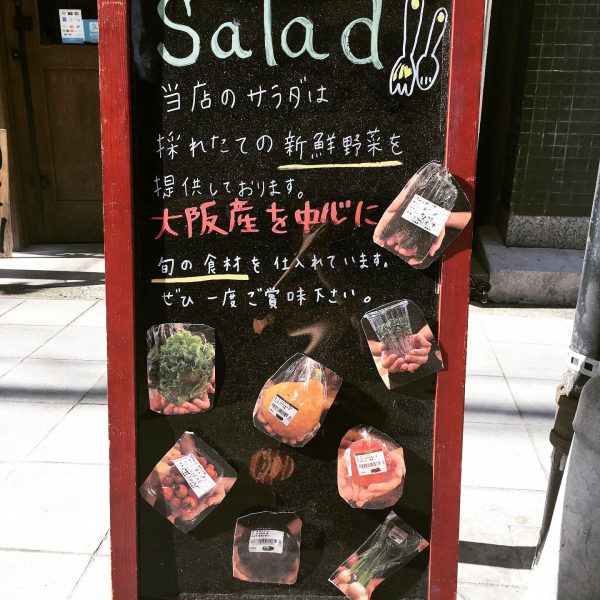 Salad
当店のサラダは
採れたての新鮮野菜を
提供しております。
大阪産を中心に
旬の食材を仕入れています。
ぜひ一度ご賞味下さい。